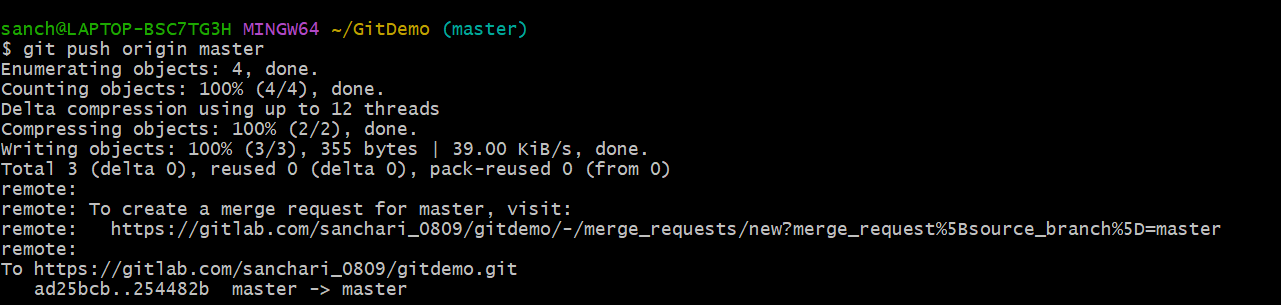 sanch@LAPTOP-BSC7TG3H MINGW64 ~/GitDemo (master)
$ git push origin master
Enumerating objects: 4, done.
Counting objects: 100% (4/4), done.
Delta compression using up to 12 threads
Compressing objects: 100% (2/2), done.
Writing objects: 100% (3/3), 355 bytes | 39.00 KiB/s, done.
Total 3 (delta 0), reused 0 (delta 0), pack-reused 0 (from 0)
remote:
remote: To create a merge request for master, visit:
remote:   https://gitlab.com/sanchari_0809/gitdemo/-/merge_requests/new?merge_request%5Bsource_branch%5D=master
remote:
To https://gitlab.com/sanchari_0809/gitdemo.git
   ad25bcb..254482b  master -> master